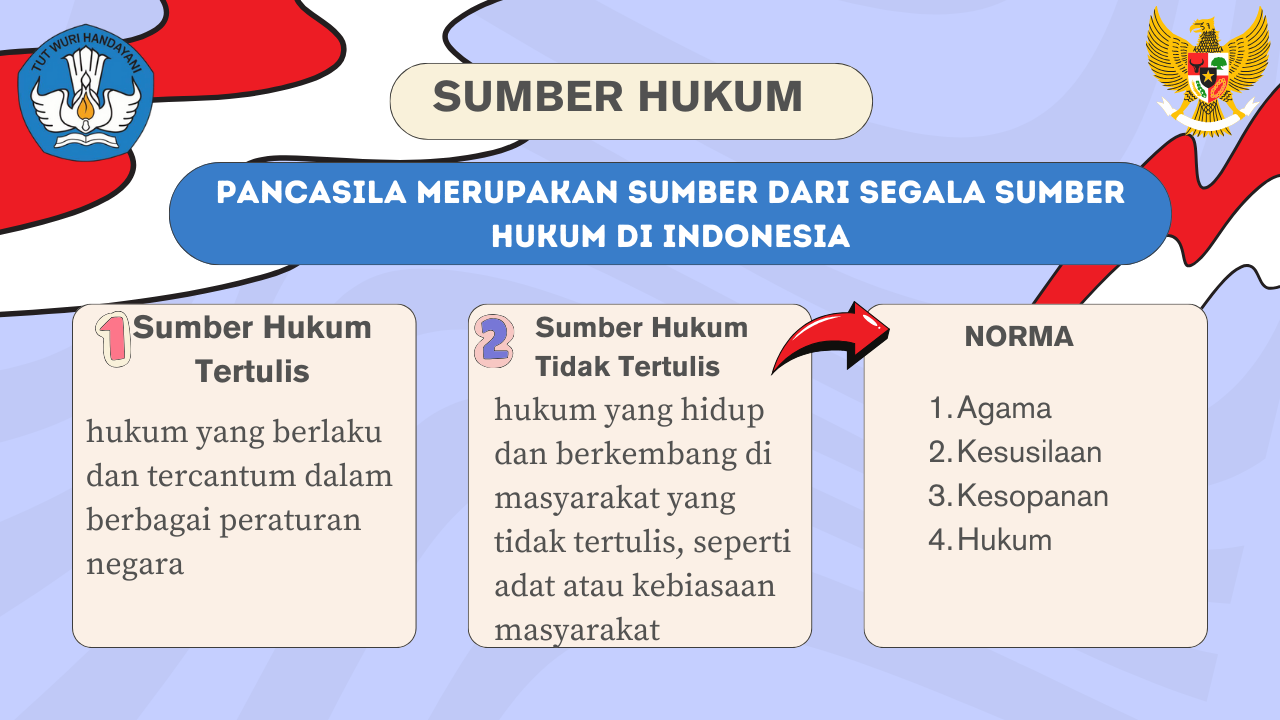 TUT WURI HANDAYANI
SUMBER HUKUM
PANCASILA MERUPAKAN SUMBER DARI SEGALA SUMBER
HUKUM DI INDONESIA
1
Sumber Hukum
Tertulis
hukum yang berlaku
dan tercantum dalam
berbagai peraturan
negara
2
Sumber Hukum
Tidak Tertulis
hukum yang hidup
dan berkembang di
masyarakat yang
tidak tertulis, seperti
adat atau kebiasaan
masyarakat
NORMA
1. Agama
2. Kesusilaan
3. Kesopanan
4. Hukum